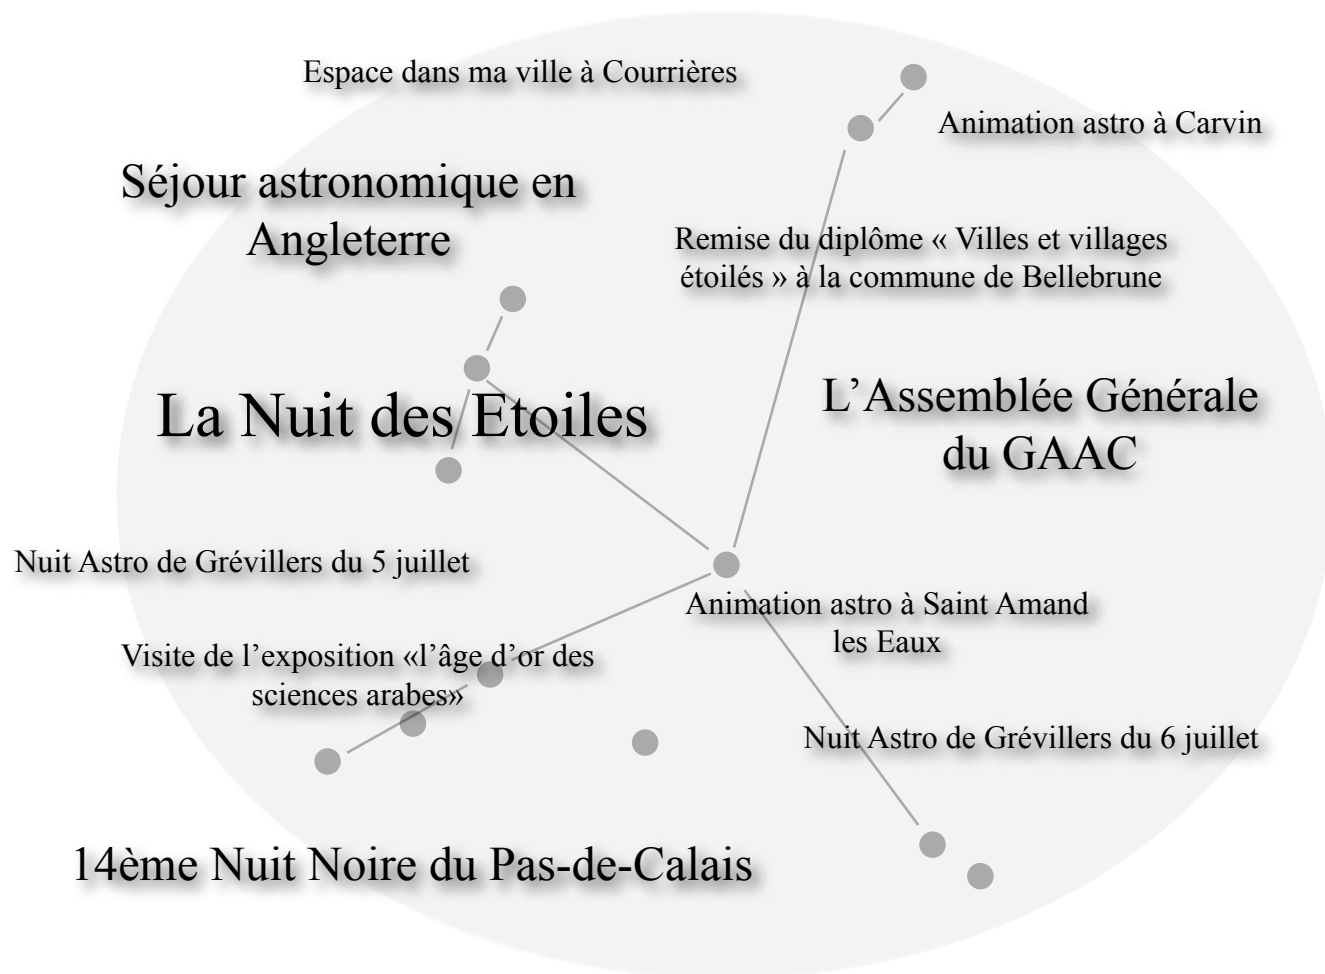 Espace dans ma ville à Courrières
Animation astro à Carvin
Séjour astronomique en
Angleterre
Remise du diplôme « Villes et villages
étoilés » à la commune de Bellebrune
La Nuit des Etoiles
L’Assemblée Générale
du GAAC
Nuit Astro de Grévillers du 5 juillet
Animation astro à Saint Amand
les Eaux
Visite de l’exposition «l’âge d’or des
sciences arabes»
Nuit Astro de Grévillers du 6 juillet
14ème Nuit Noire du Pas-de-Calais